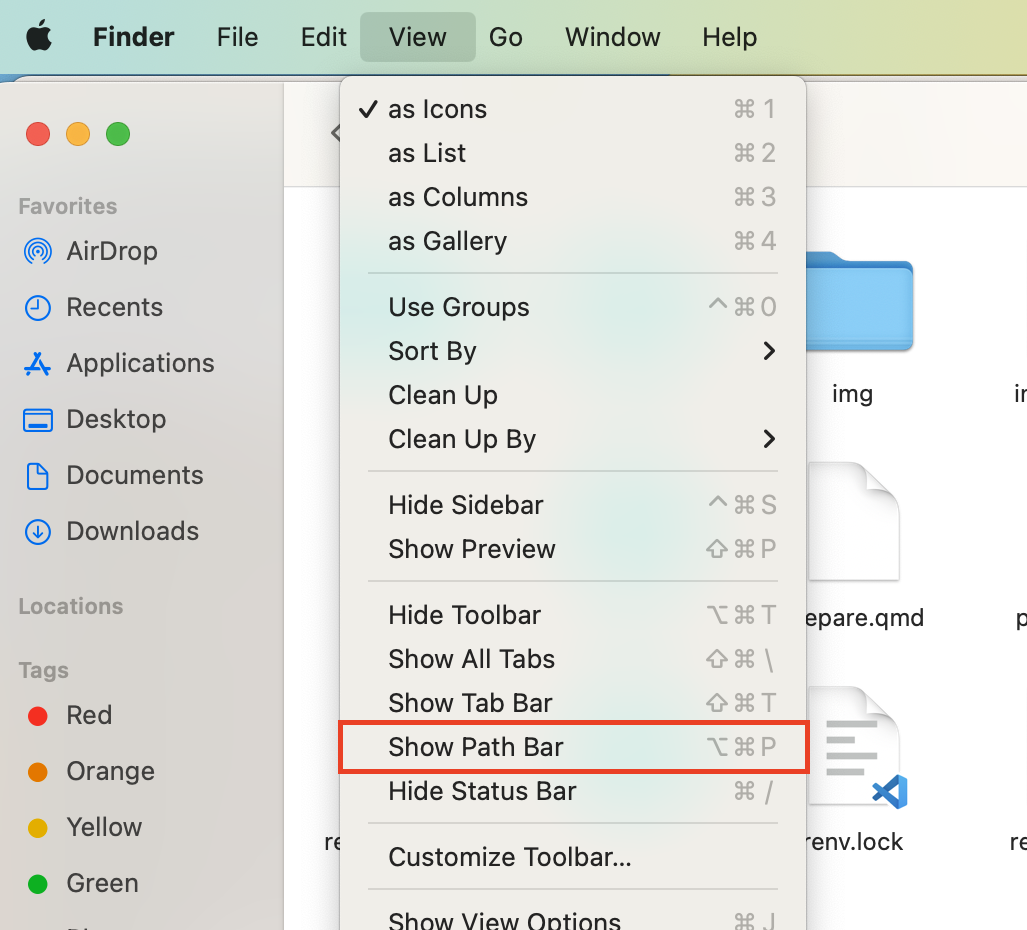 Finder File Edit View Go Window Help
Favorites
AirDrop
Recents
Applications
Desktop
Documents
Downloads
Locations
Tags
Red
Orange
Yellow
Green
✓ as Icons ⌘ 1
as List ⌘ 2
as Columns ⌘ 3
as Gallery ⌘ 4
Use Groups ^ ⌘ 0
Sort By >
Clean Up
Clean Up By >
Hide Sidebar ^ ⌘ S
Show Preview ⇧ ⌘ P
Hide Toolbar ⌥ ⌘ T
Show All Tabs ⇧ ⌘ \
Show Tab Bar ⇧ ⌘ T
Show Path Bar ⌥ ⌘ P
Hide Status Bar ⌘ /
Customize Toolbar...
Show View Options ⌘ J
img
epare.qmd
renv.lock